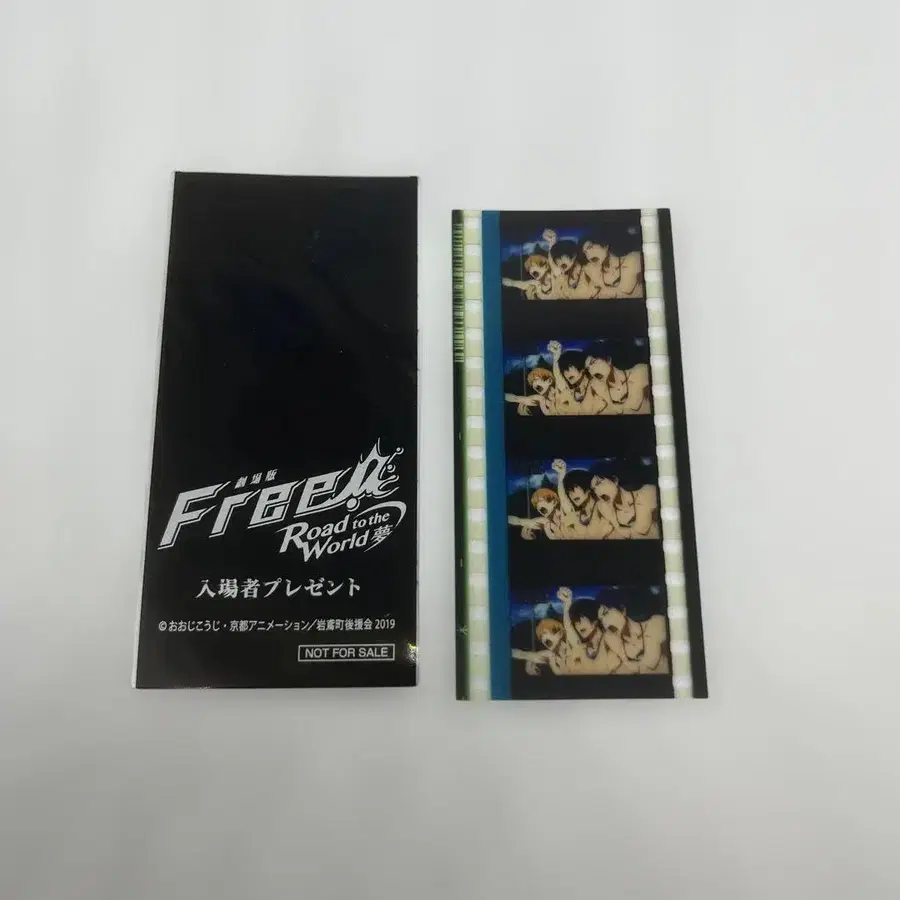 劇場版
Free!
Road to the
World 夢
入場者プレゼント
©おおじこうじ・京都アニメーション/岩鳶町後援会 2019
NOT FOR SALE